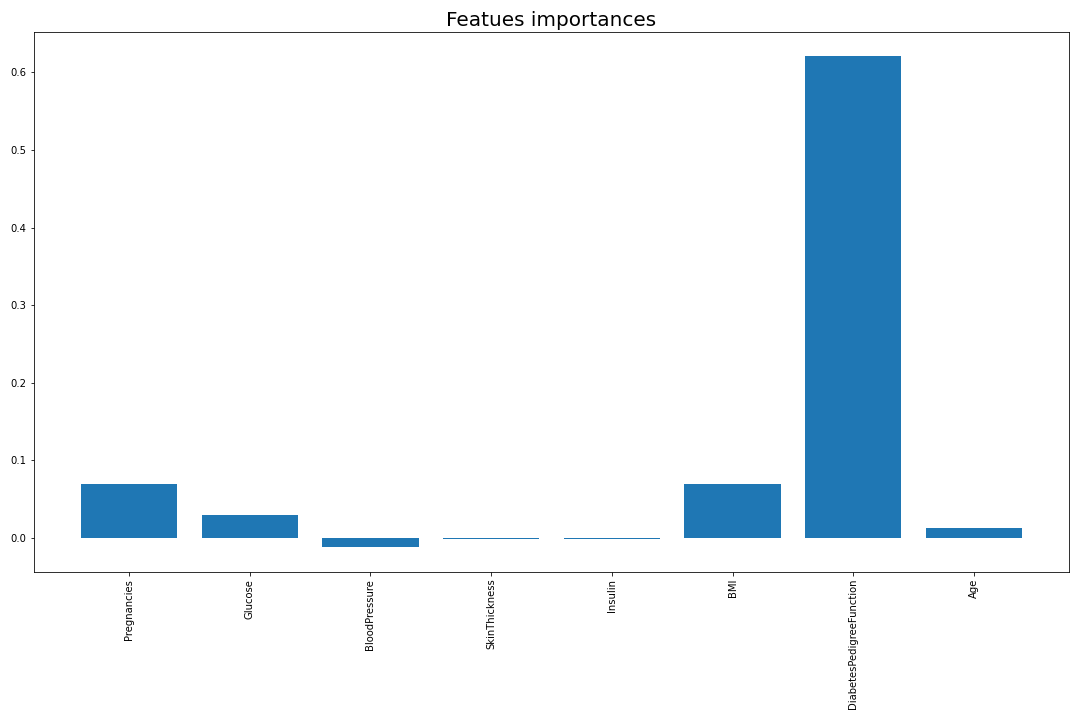 Featues importances
0.6
0.5
0.4
0.3
0.2
0.1
0.0
Pregnancies
Glucose
BloodPressure
SkinThickness
Insulin
BMI
DiabetesPedigreeFunction
Age